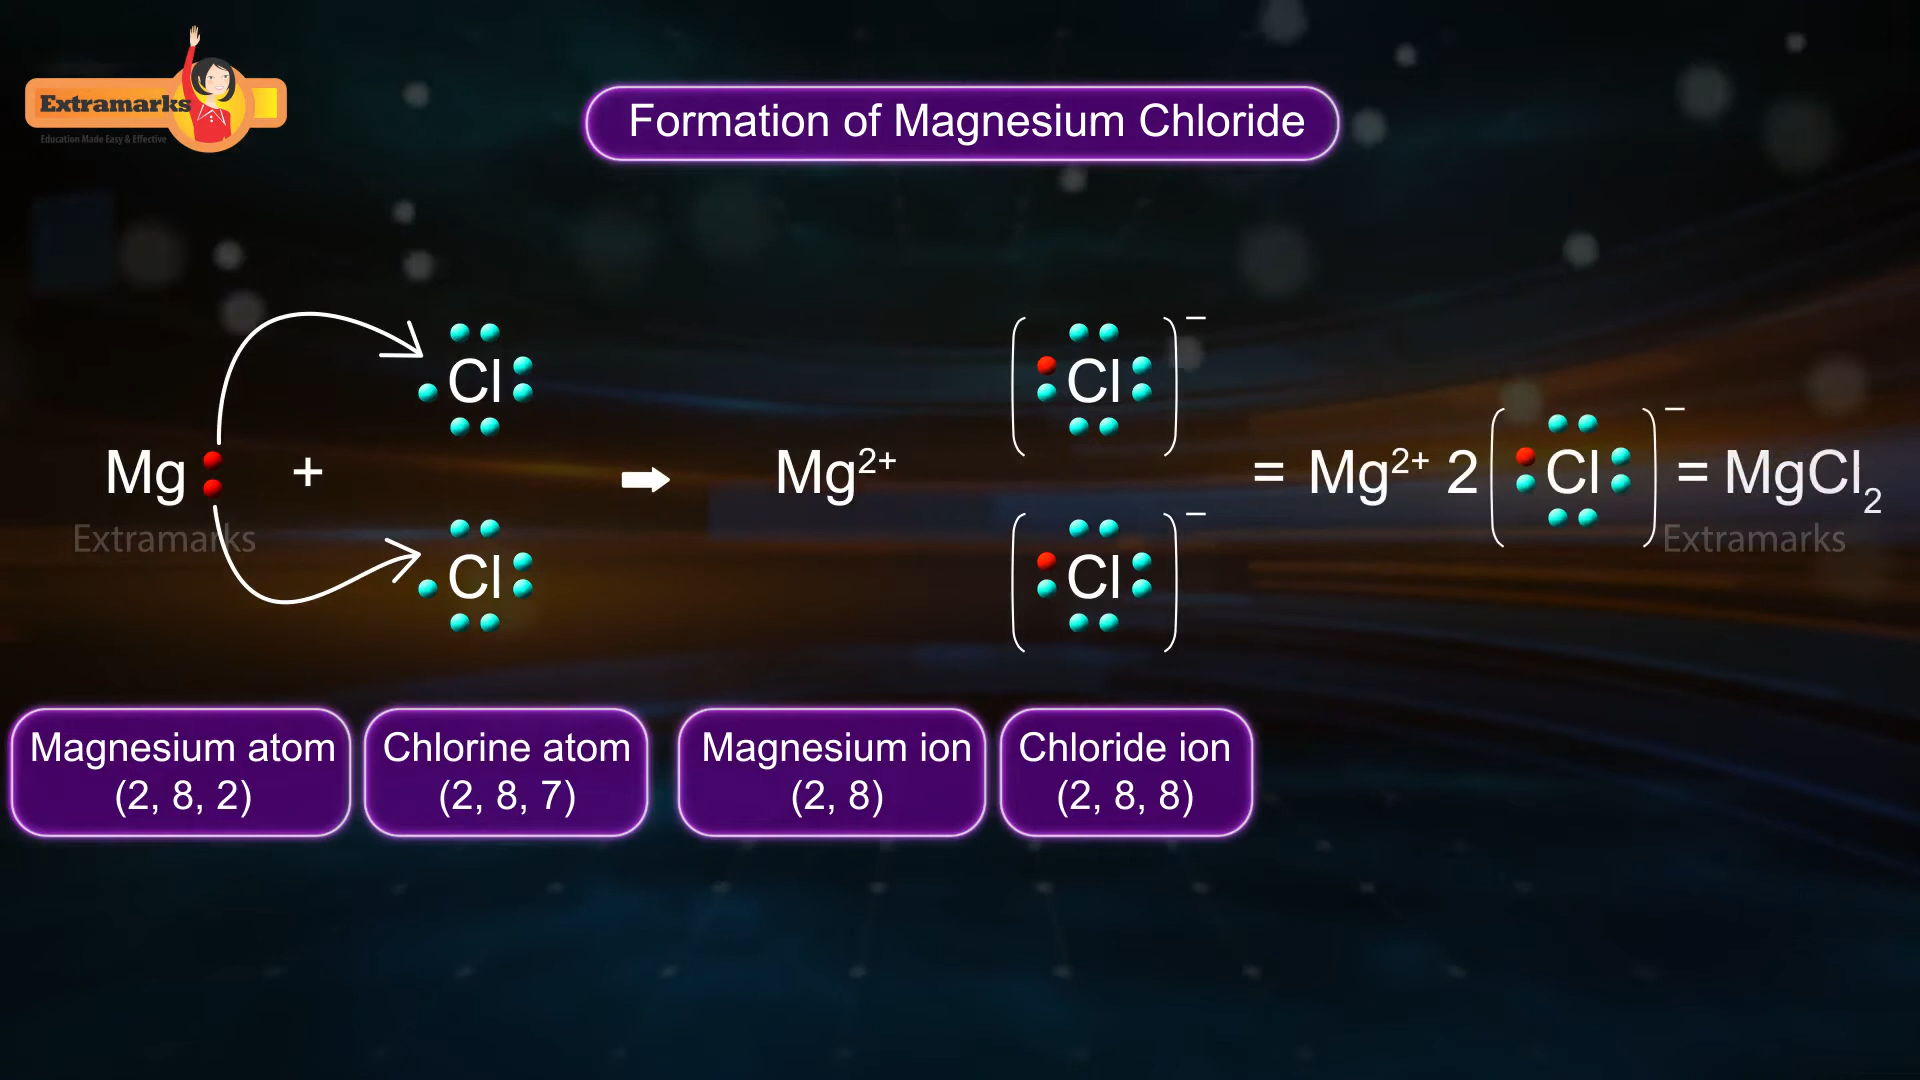 Extramarks
Education Made Easy & Effective
Formation of Magnesium Chloride
Mg + Cl Cl → Mg²⁺ (Cl)⁻ (Cl)⁻ = Mg²⁺ 2(Cl)⁻ = MgCl₂
Extramarks
Extramarks
Magnesium atom
(2, 8, 2)
Chlorine atom
(2, 8, 7)
Magnesium ion
(2, 8)
Chloride ion
(2, 8, 8)